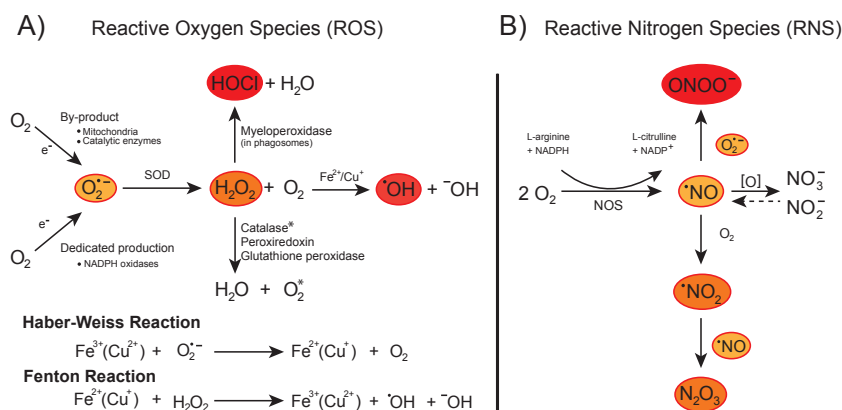 A) Reactive Oxygen Species (ROS)
HOCl + H₂O
O₂
By-product
• Mitochondria
• Catalytic enzymes
e⁻
Myeloperoxidase
(in phagosomes)
O₂•⁻
SOD
H₂O₂ + O₂
Fe²⁺/Cu⁺
•OH + ⁻OH
e⁻
O₂
Dedicated production
• NADPH oxidases
Catalase*
Peroxiredoxin
Glutathione peroxidase
H₂O + O₂*
Haber-Weiss Reaction
Fe³⁺(Cu²⁺) + O₂•⁻ → Fe²⁺(Cu⁺) + O₂
Fenton Reaction
Fe²⁺(Cu⁺) + H₂O₂ → Fe³⁺(Cu²⁺) + •OH + ⁻OH
B) Reactive Nitrogen Species (RNS)
ONOO⁻
L-arginine
+ NADPH
L-citrulline
+ NADP⁺
O₂•⁻
2 O₂
NOS
•NO
[O]
NO₃⁻
NO₂⁻
O₂
•NO₂
•NO
N₂O₃